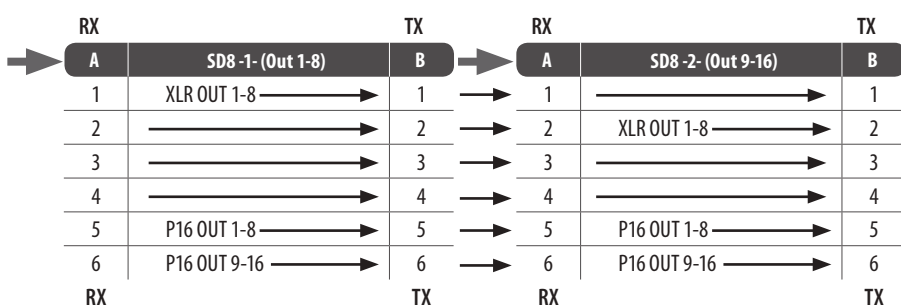 RX TX RX TX
A SD8 -1- (Out 1-8) B A SD8 -2- (Out 9-16) B
1 XLR OUT 1-8 1 1 1
2 2 2 XLR OUT 1-8 2
3 3 3 3
4 4 4 4
5 P16 OUT 1-8 5 5 P16 OUT 1-8 5
6 P16 OUT 9-16 6 6 P16 OUT 9-16 6
RX TX RX TX